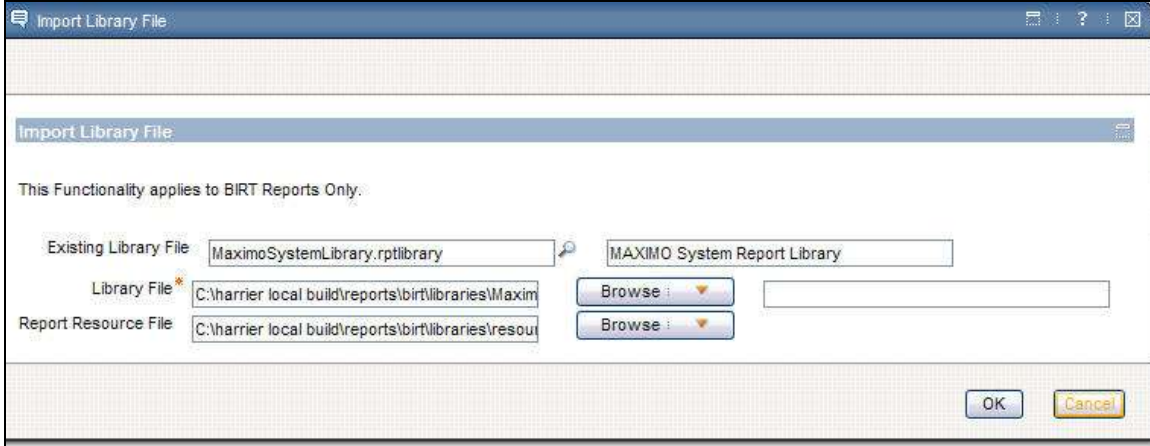 Import Library File ?
Import Library File
This Functionality applies to BIRT Reports Only.
Existing Library File MaximoSystemLibrary.rptlibrary MAXIMO System Report Library
Library File* C:\harrier local build\reports\birt\libraries\Maxim Browse
Report Resource File C:\harrier local build\reports\birt\libraries\resou Browse
OK Cancel